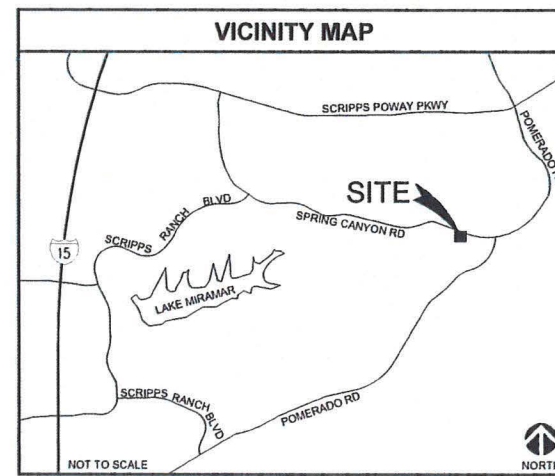 VICINITY MAP
SCRIPPS POWAY PKWY
POMERADO
SITE
SCRIPPS RANCH BLVD
SPRING CANYON RD
15
LAKE MIRAMAR
SCRIPPS RANCH BLVD
POMERADO RD
NOT TO SCALE
NORTH